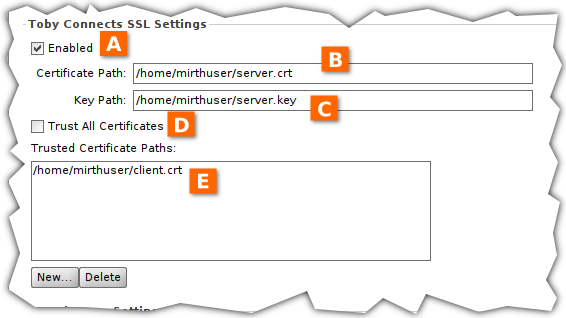 Toby Connects SSL Settings
Enabled A
B
Certificate Path: /home/mirthuser/server.crt
Key Path: /home/mirthuser/server.key C
Trust All Certificates D
Trusted Certificate Paths:
/home/mirthuser/client.crt E
New... Delete